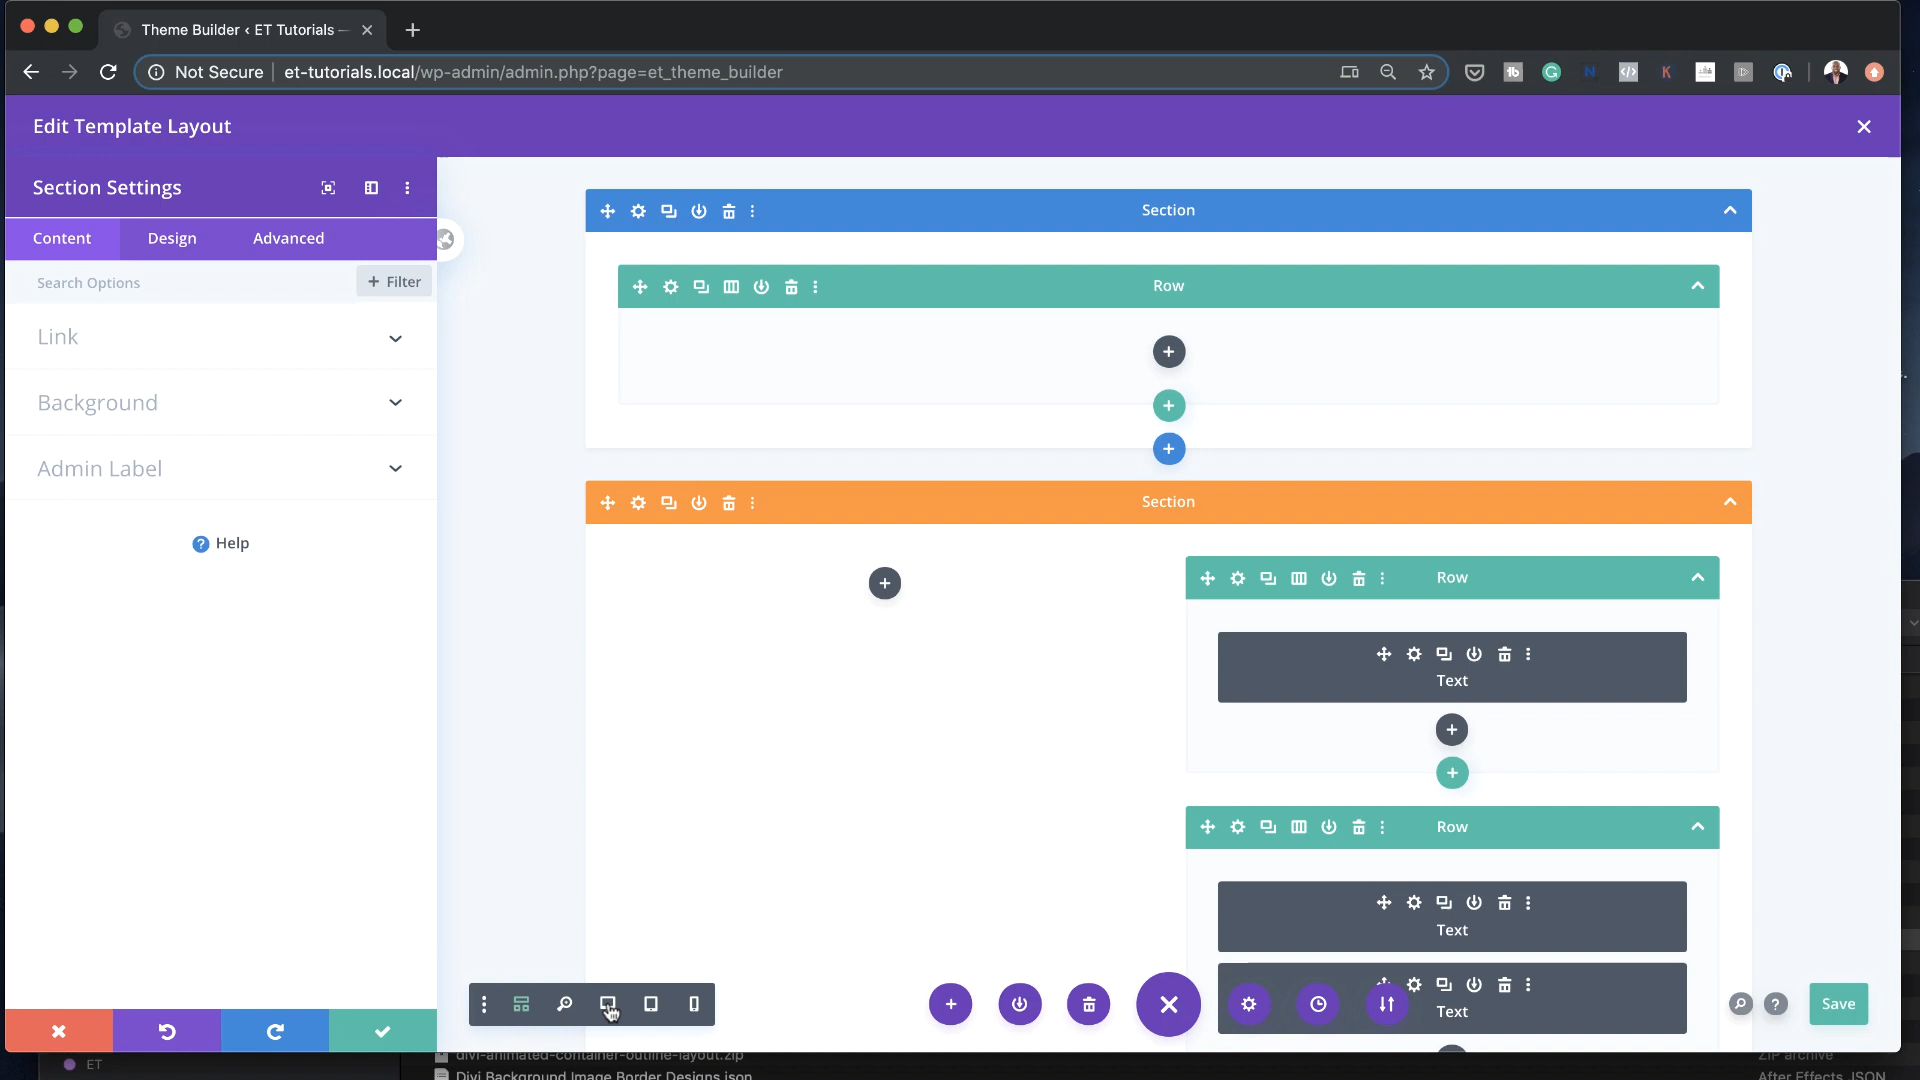 Theme Builder ‹ ET Tutorials —
Not Secure | et-tutorials.local/wp-admin/admin.php?page=et_theme_builder
Edit Template Layout
Section Settings
Content Design Advanced
Search Options
+ Filter
Link
Background
Admin Label
? Help
Section
Row
Section
Row
Text
Row
Text
Text
? Save
ET
divi-animated-container-outline-layout.zip
ZIP archive
Divi Background Image Border Designs.json
After Effects JSON